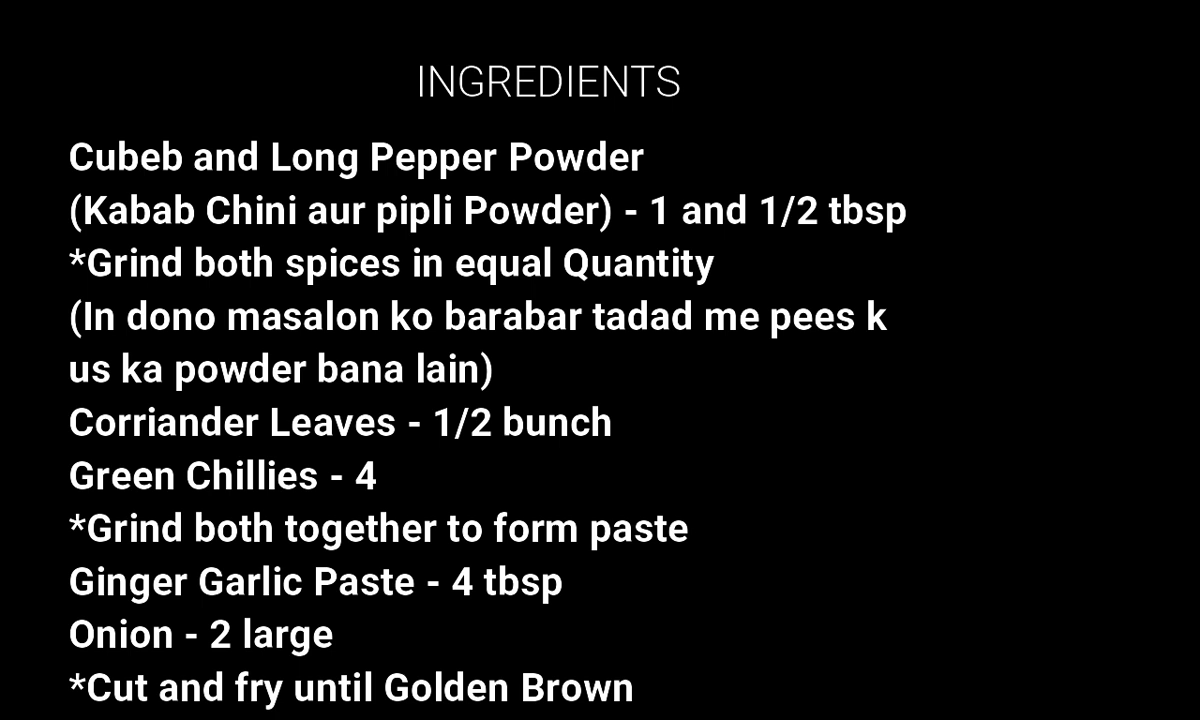 INGREDIENTS
Cubeb and Long Pepper Powder
(Kabab Chini aur pipli Powder) - 1 and 1/2 tbsp
*Grind both spices in equal Quantity
(In dono masalon ko barabar tadad me pees k
us ka powder bana lain)
Corriander Leaves - 1/2 bunch
Green Chillies - 4
*Grind both together to form paste
Ginger Garlic Paste - 4 tbsp
Onion - 2 large
*Cut and fry until Golden Brown